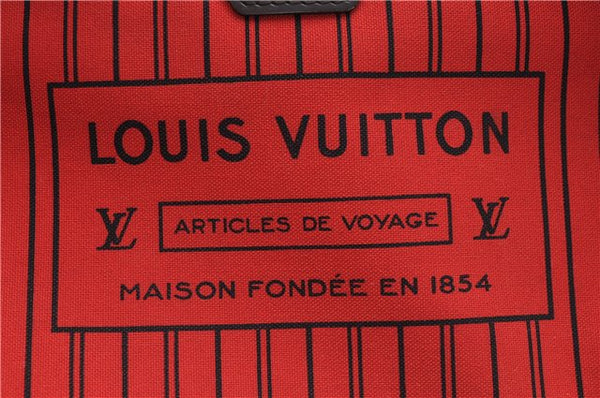 LOUIS VUITTON
LV ARTICLES DE VOYAGE LV
MAISON FONDÉE EN 1854